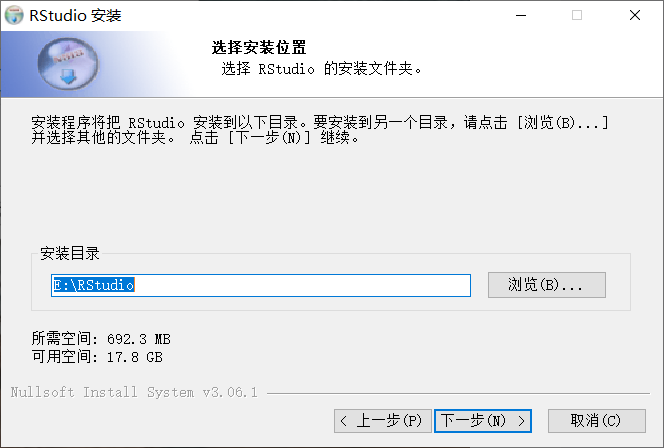 RStudio 安装
选择安装位置
选择 RStudio 的安装文件夹。
安装程序将把 RStudio 安装到以下目录。要安装到另一个目录，请点击 [浏览(B)...]
并选择其他的文件夹。 点击 [下一步(N)] 继续。
安装目录
E:\RStudio
浏览(B)...
所需空间: 692.3 MB
可用空间: 17.8 GB
Nullsoft Install System v3.06.1
< 上一步(P)
下一步(N) >
取消(C)